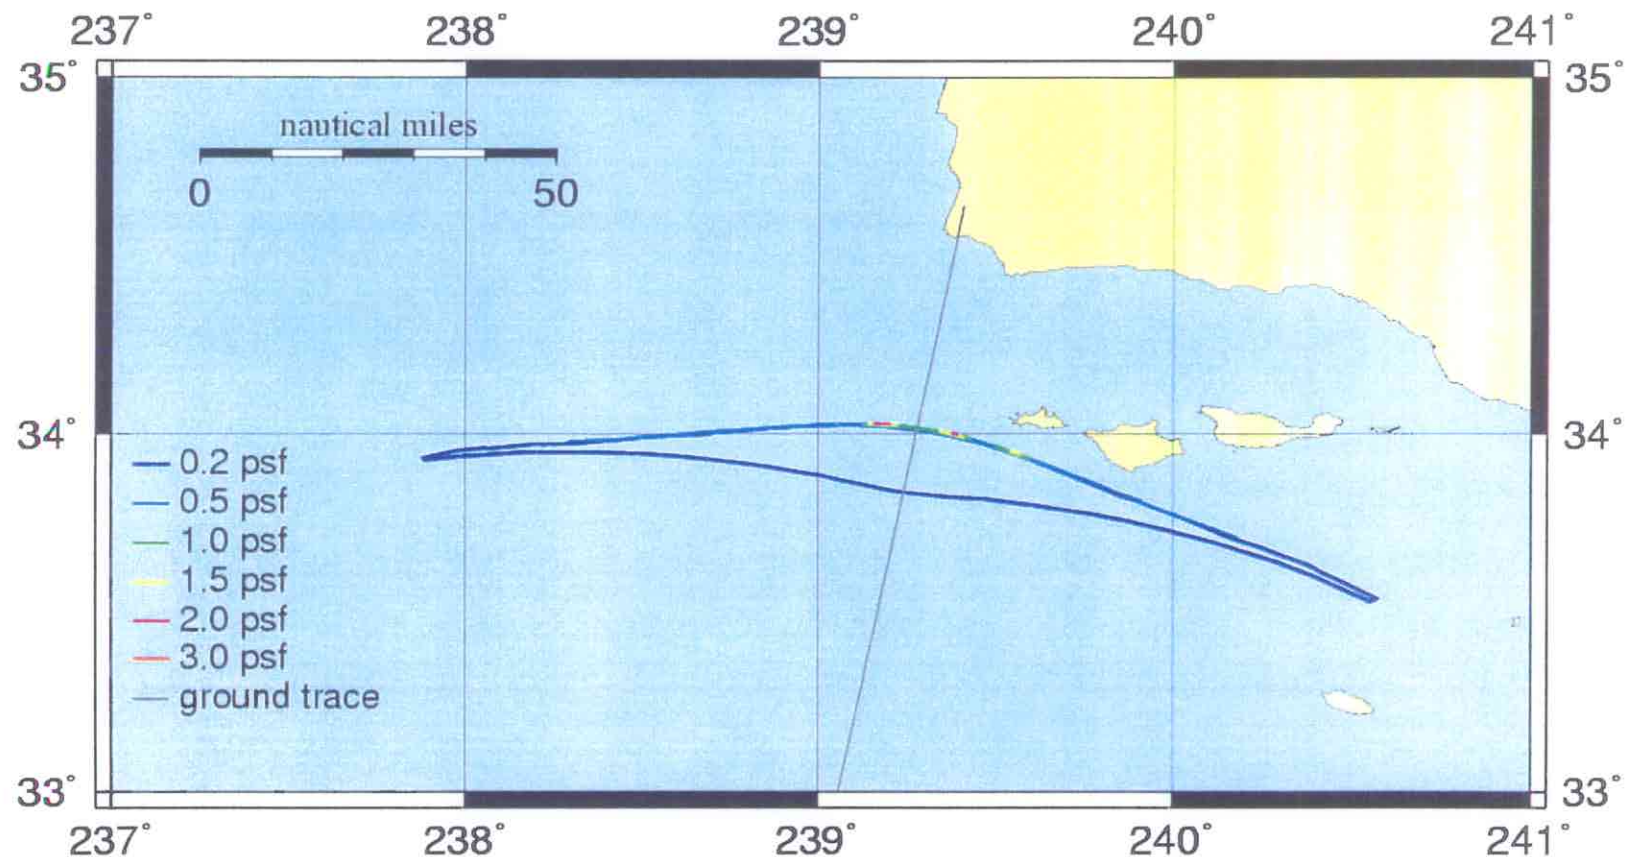 237° 238° 239° 240° 241°
35° 35°
nautical miles
0 50
34° 34°
0.2 psf
0.5 psf
1.0 psf
1.5 psf
2.0 psf
3.0 psf
ground trace
33° 33°
237° 238° 239° 240° 241°